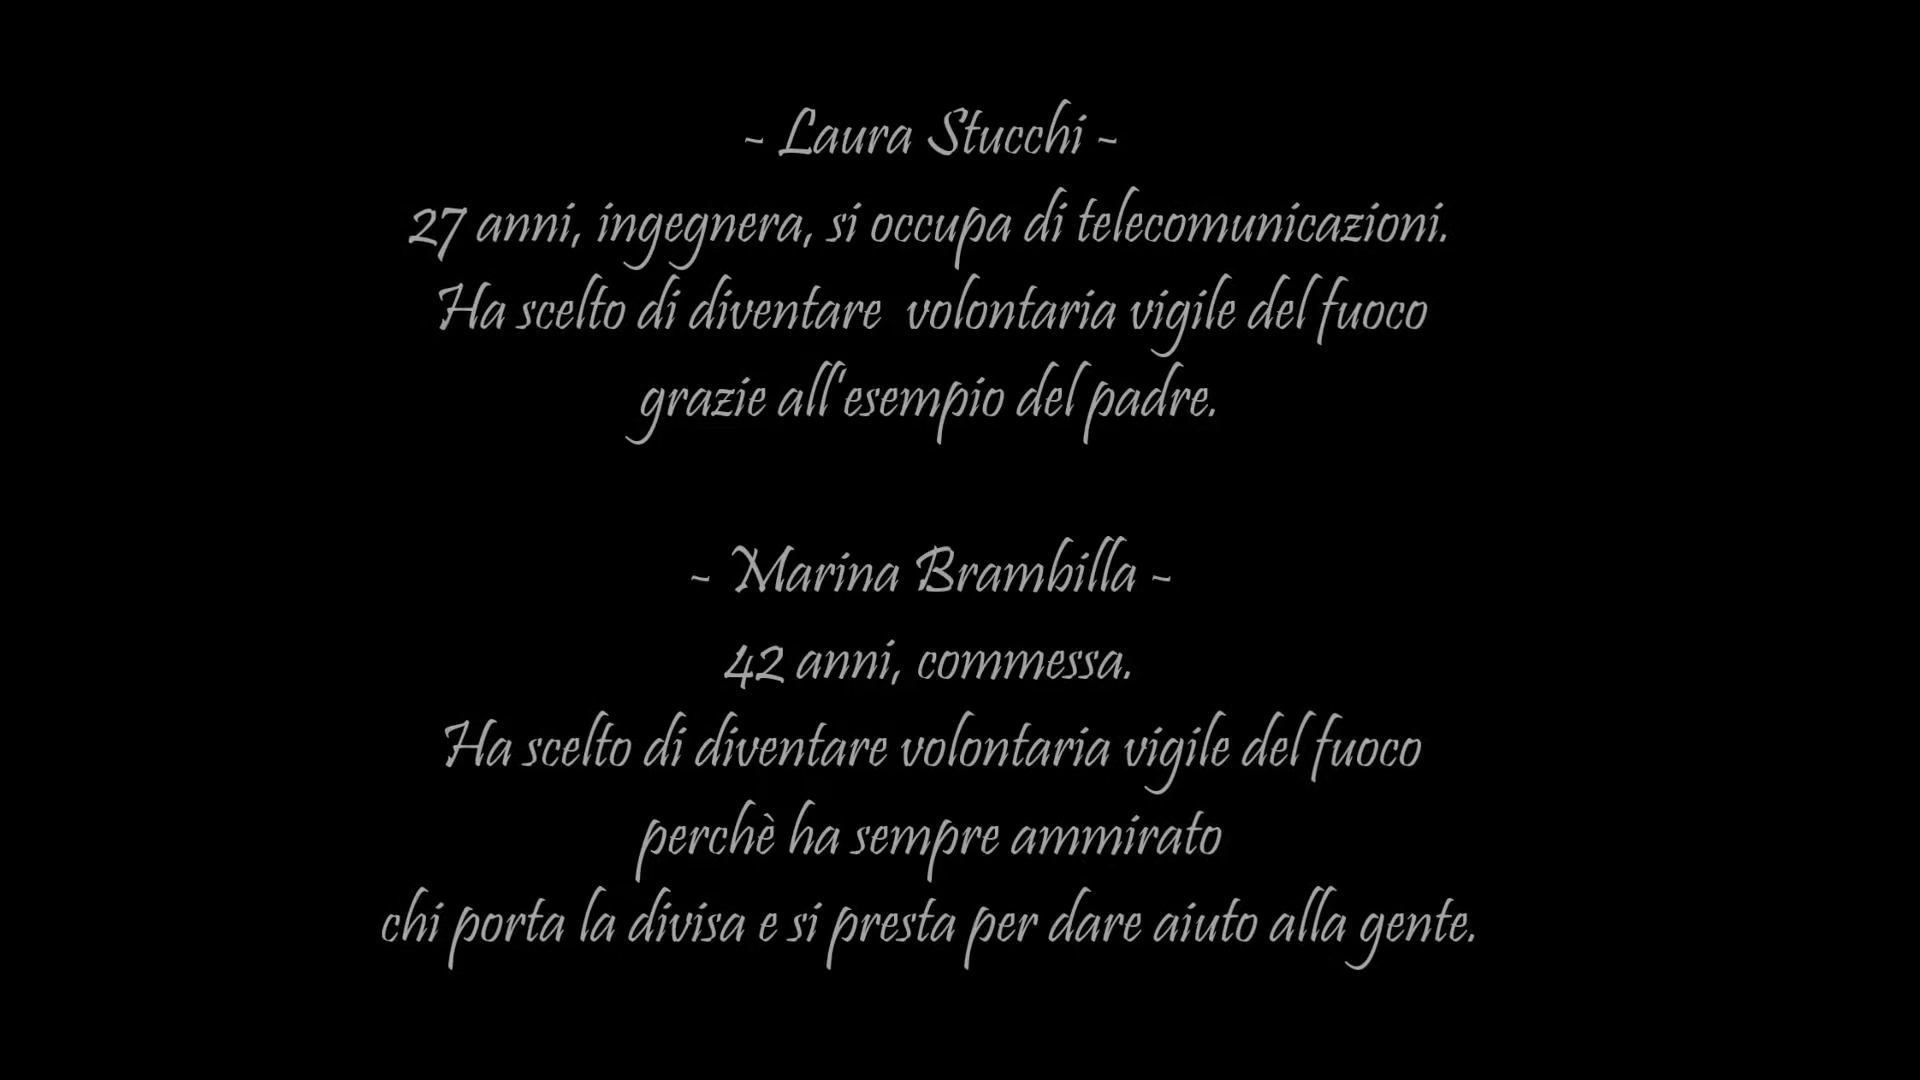 ~ Laura Stucchi ~
27 anni, ingegnera, si occupa di telecomunicazioni.
Ha scelto di diventare volontaria vigile del fuoco
grazie all'esempio del padre.
~ Marina Brambilla ~
42 anni, commessa.
Ha scelto di diventare volontaria vigile del fuoco
perchè ha sempre ammirato
chi porta la divisa e si presta per dare aiuto alla gente.